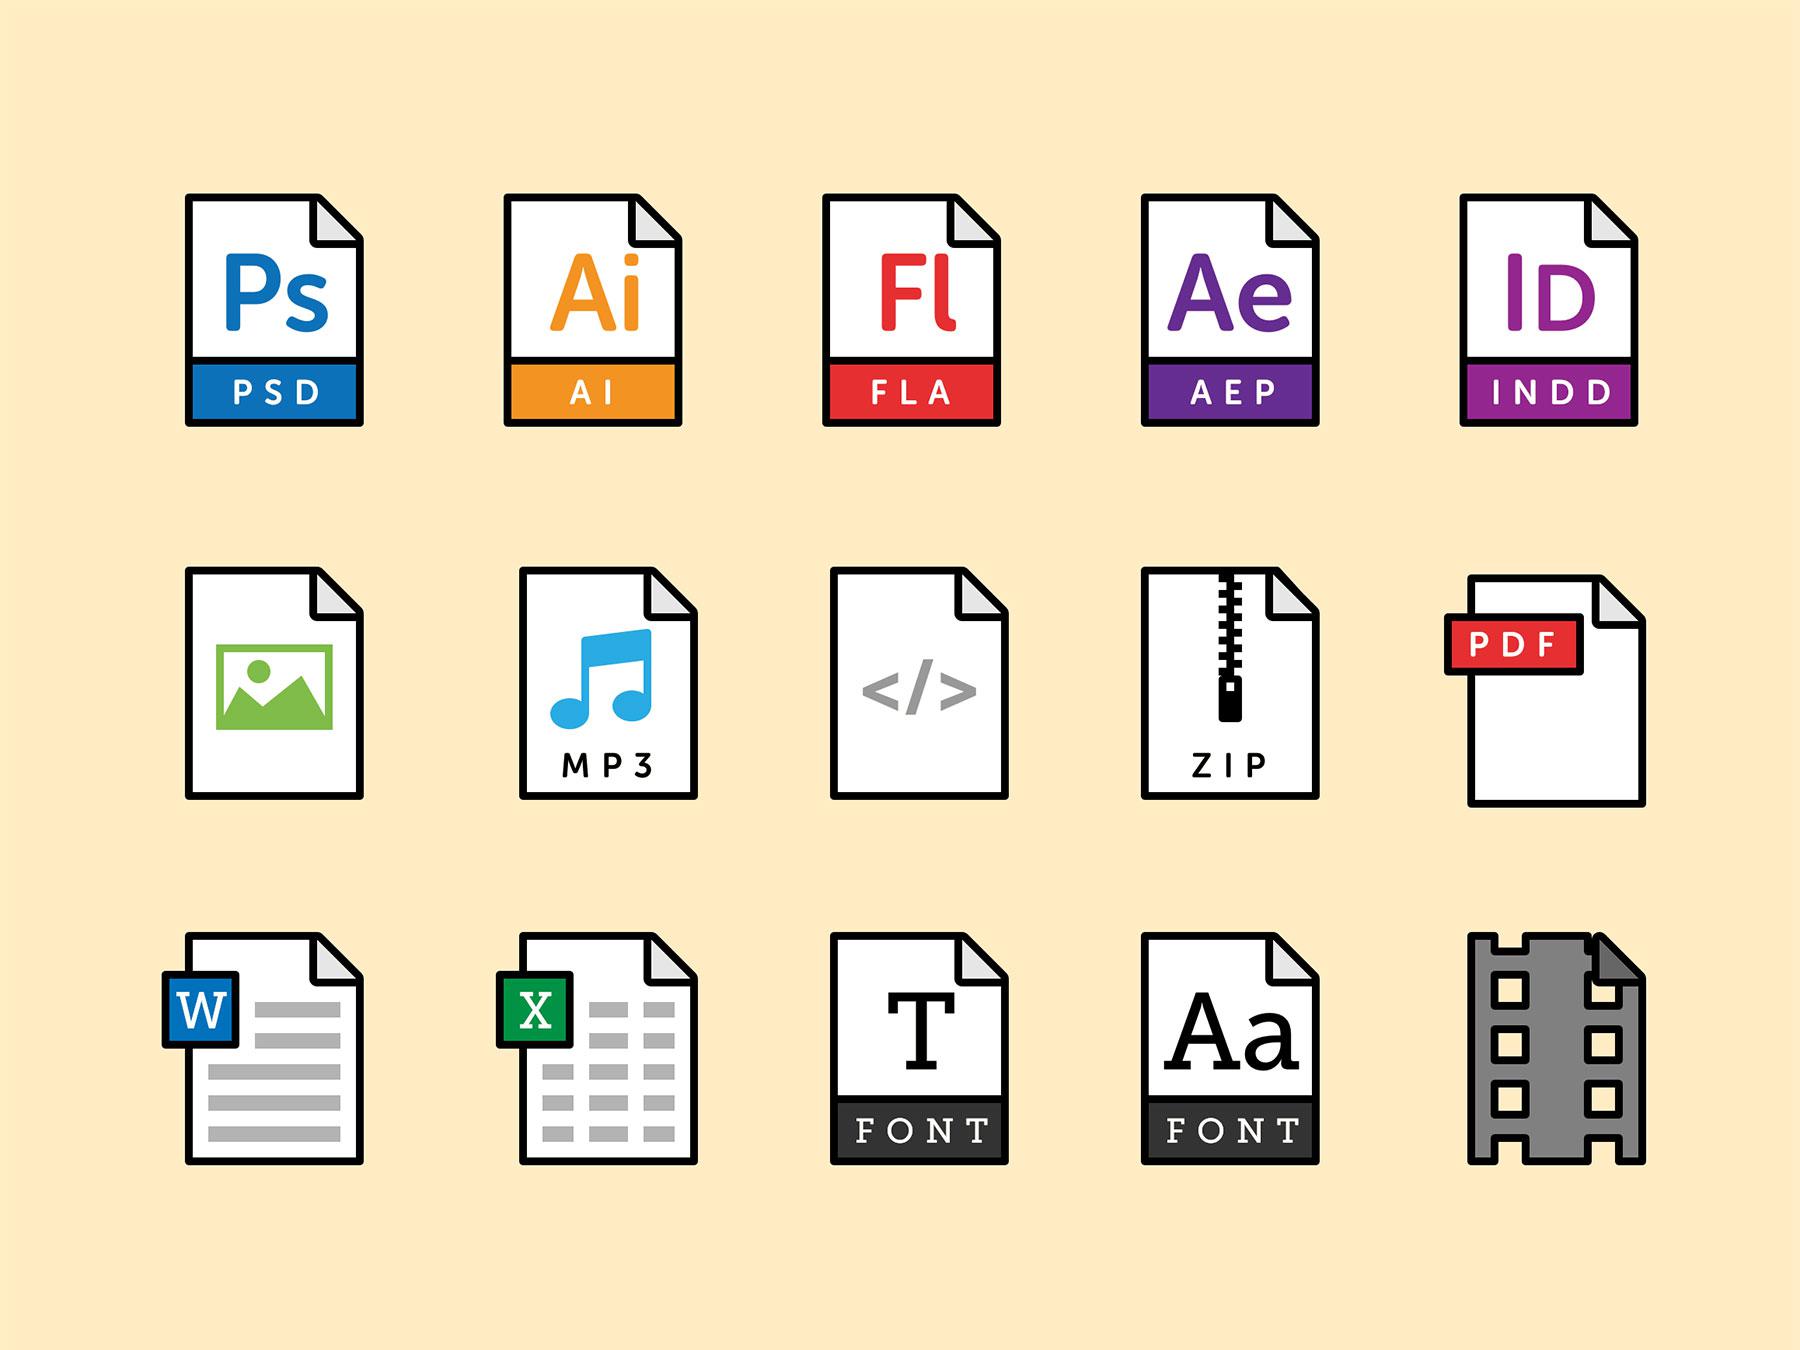 Ps
PSD
Ai
AI
Fl
FLA
Ae
AEP
ID
INDD
MP3
</>
ZIP
PDF
W
X
T
FONT
Aa
FONT